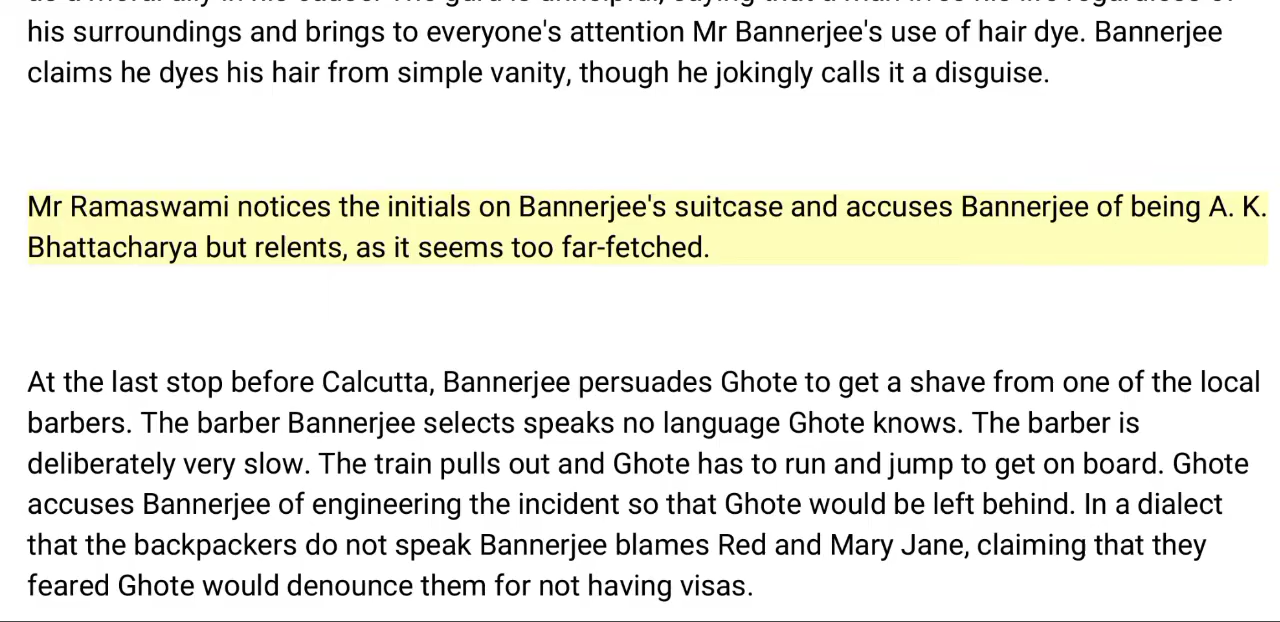 his surroundings and brings to everyone's attention Mr Bannerjee's use of hair dye. Bannerjee
claims he dyes his hair from simple vanity, though he jokingly calls it a disguise.
Mr Ramaswami notices the initials on Bannerjee's suitcase and accuses Bannerjee of being A. K.
Bhattacharya but relents, as it seems too far-fetched.
At the last stop before Calcutta, Bannerjee persuades Ghote to get a shave from one of the local
barbers. The barber Bannerjee selects speaks no language Ghote knows. The barber is
deliberately very slow. The train pulls out and Ghote has to run and jump to get on board. Ghote
accuses Bannerjee of engineering the incident so that Ghote would be left behind. In a dialect
that the backpackers do not speak Bannerjee blames Red and Mary Jane, claiming that they
feared Ghote would denounce them for not having visas.